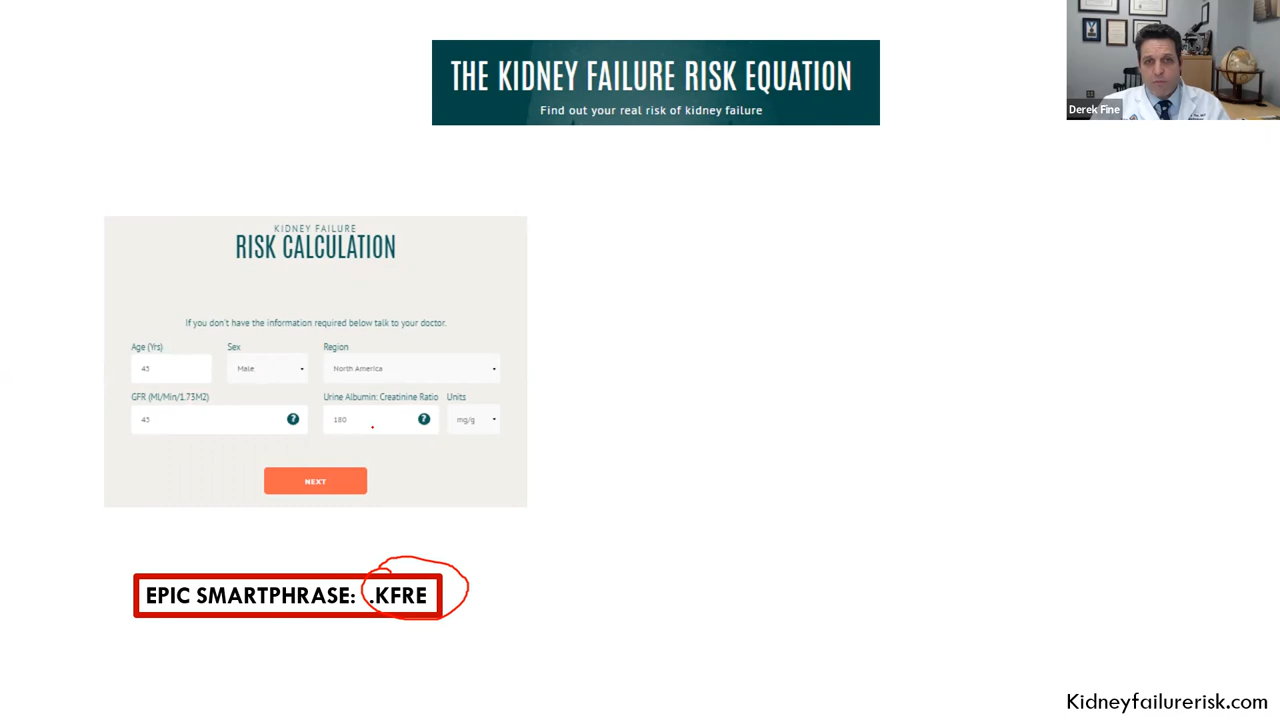 THE KIDNEY FAILURE RISK EQUATION
Find out your real risk of kidney failure
Derek Fine
KIDNEY FAILURE
RISK CALCULATION
If you don't have the information required below talk to your doctor.
Age (Yrs) Sex Region
43 Male North America
GFR (Ml/Min/1.73M2) Urine Albumin: Creatinine Ratio Units
43 ? 180 ? mg/g
NEXT
EPIC SMARTPHRASE: .KFRE
Kidneyfailurerisk.com